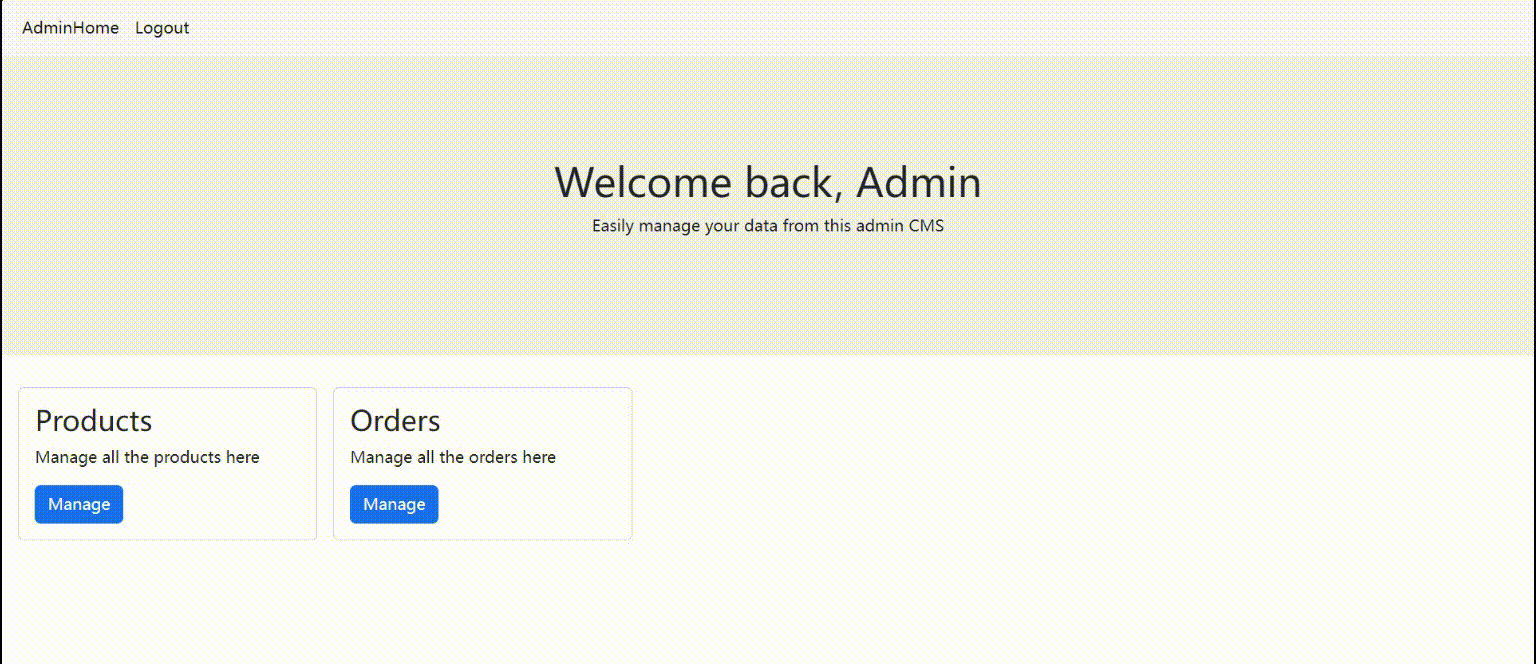 AdminHome Logout
Welcome back, Admin
Easily manage your data from this admin CMS
Products
Manage all the products here
Manage
Orders
Manage all the orders here
Manage